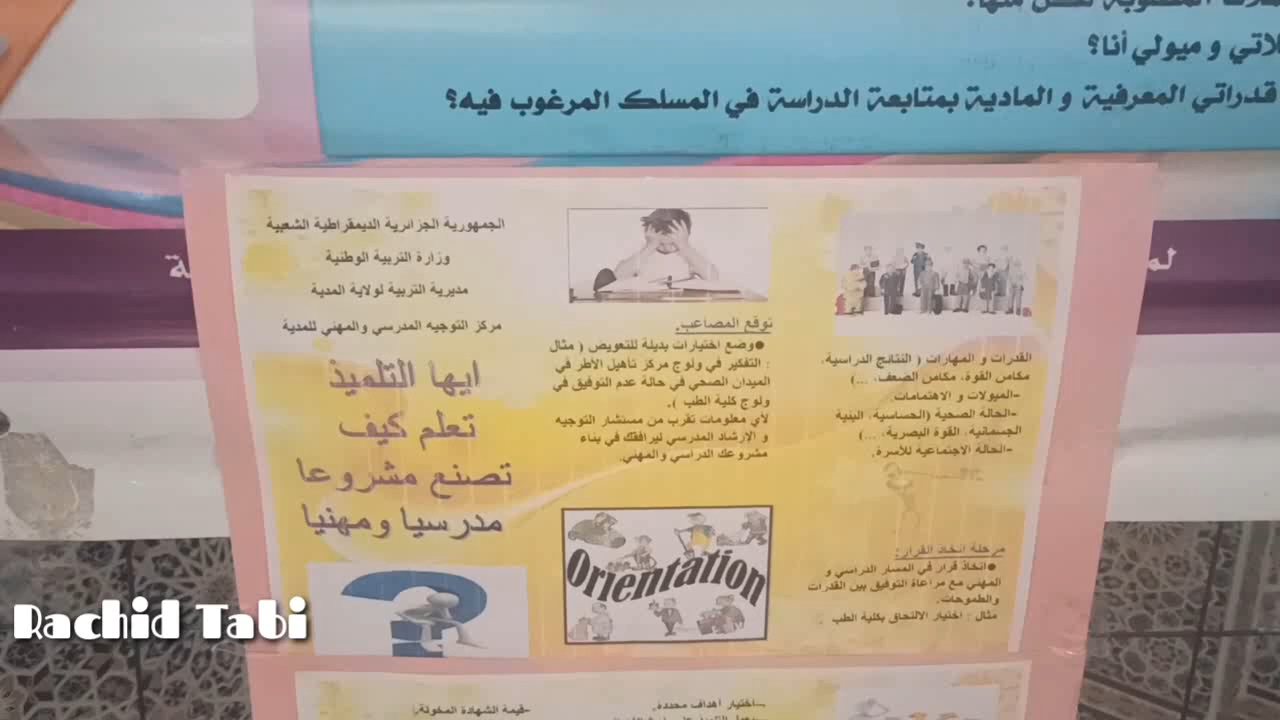 لاتي و ميولي أنا؟
قدراتي المعرفية و المادية بمتابعة الدراسة في المسلك المرغوب فيه؟
القدرات و المهارات ( النتائج الدراسية،
مكامن القوة، مكامن الضعف، ...)
-الميولات و الاهتمامات.
-الحالة الصحية (الحساسية، البنية
الجسمانية، القوة البصرية، ...)
-الحالة الاجتماعية للأسرة.
مرحلة اتخاذ القرار:
●اتخاذ قرار في المسار الدراسي و
المهني مع مراعاة التوفيق بين القدرات
والطموحات.
مثال : اختيار الالتحاق بكلية الطب
توقع المصاعب.
●وضع اختيارات بديلة للتعويض ( مثال
: التفكير في ولوج مركز تأهيل الأطر في
الميدان الصحي في حالة عدم التوفيق في
ولوج كلية الطب ).
لأي معلومات تقرب من مستشار التوجيه
و الإرشاد المدرسي ليرافقك في بناء
مشروعك الدراسي والمهني.
Orientation
الجمهورية الجزائرية الديمقراطية الشعبية
وزارة التربية الوطنية
مديرية التربية لولاية المدية
مركز التوجيه المدرسي والمهني للمدية
ايها التلميذ
تعلم كيف
تصنع مشروعا
مدرسيا ومهنيا
Rachid Tabi
-اختيار أهداف محددة.
-قيمة الشهادة المخولة.